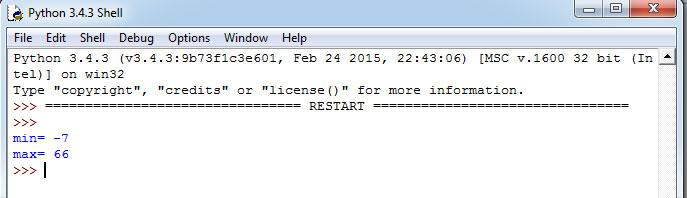 Python 3.4.3 Shell
File Edit Shell Debug Options Window Help
Python 3.4.3 (v3.4.3:9b73f1c3e601, Feb 24 2015, 22:43:06) [MSC v.1600 32 bit (In
tel)] on win32
Type "copyright", "credits" or "license()" for more information.
>>> ================================ RESTART ================================
>>>
min= -7
max= 66
>>>